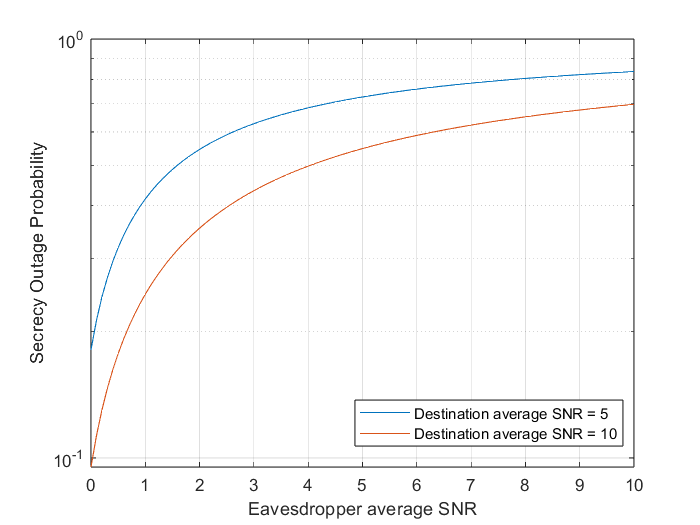 10^0
10^-1
Secrecy Outage Probability
0 1 2 3 4 5 6 7 8 9 10
Eavesdropper average SNR
Destination average SNR = 5
Destination average SNR = 10